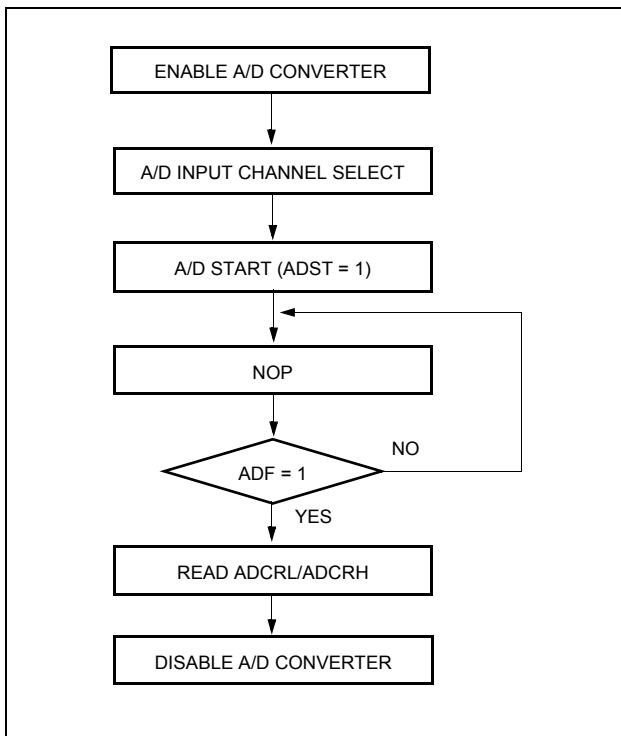 ENABLE A/D CONVERTER
A/D INPUT CHANNEL SELECT
A/D START (ADST = 1)
NOP
NO
ADF = 1
YES
READ ADCRL/ADCRH
DISABLE A/D CONVERTER